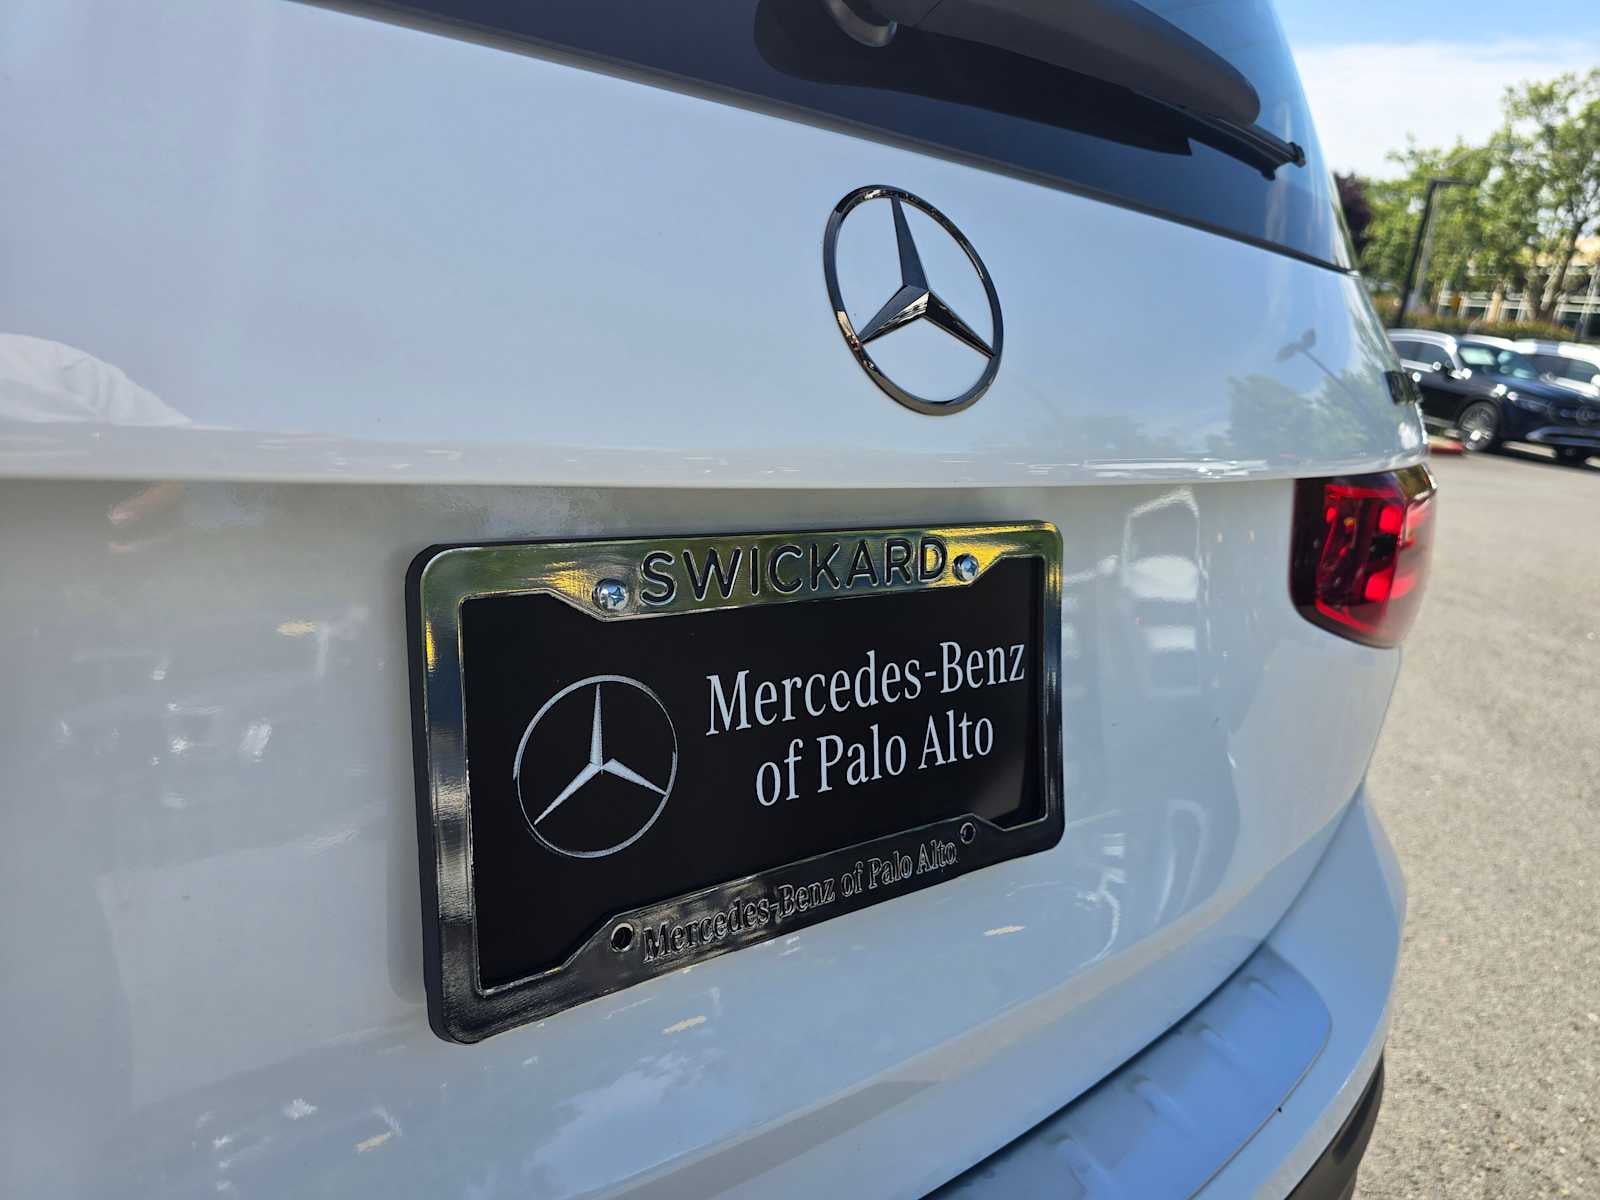 SWICKARD
Mercedes-Benz
of Palo Alto
Mercedes-Benz of Palo Alto